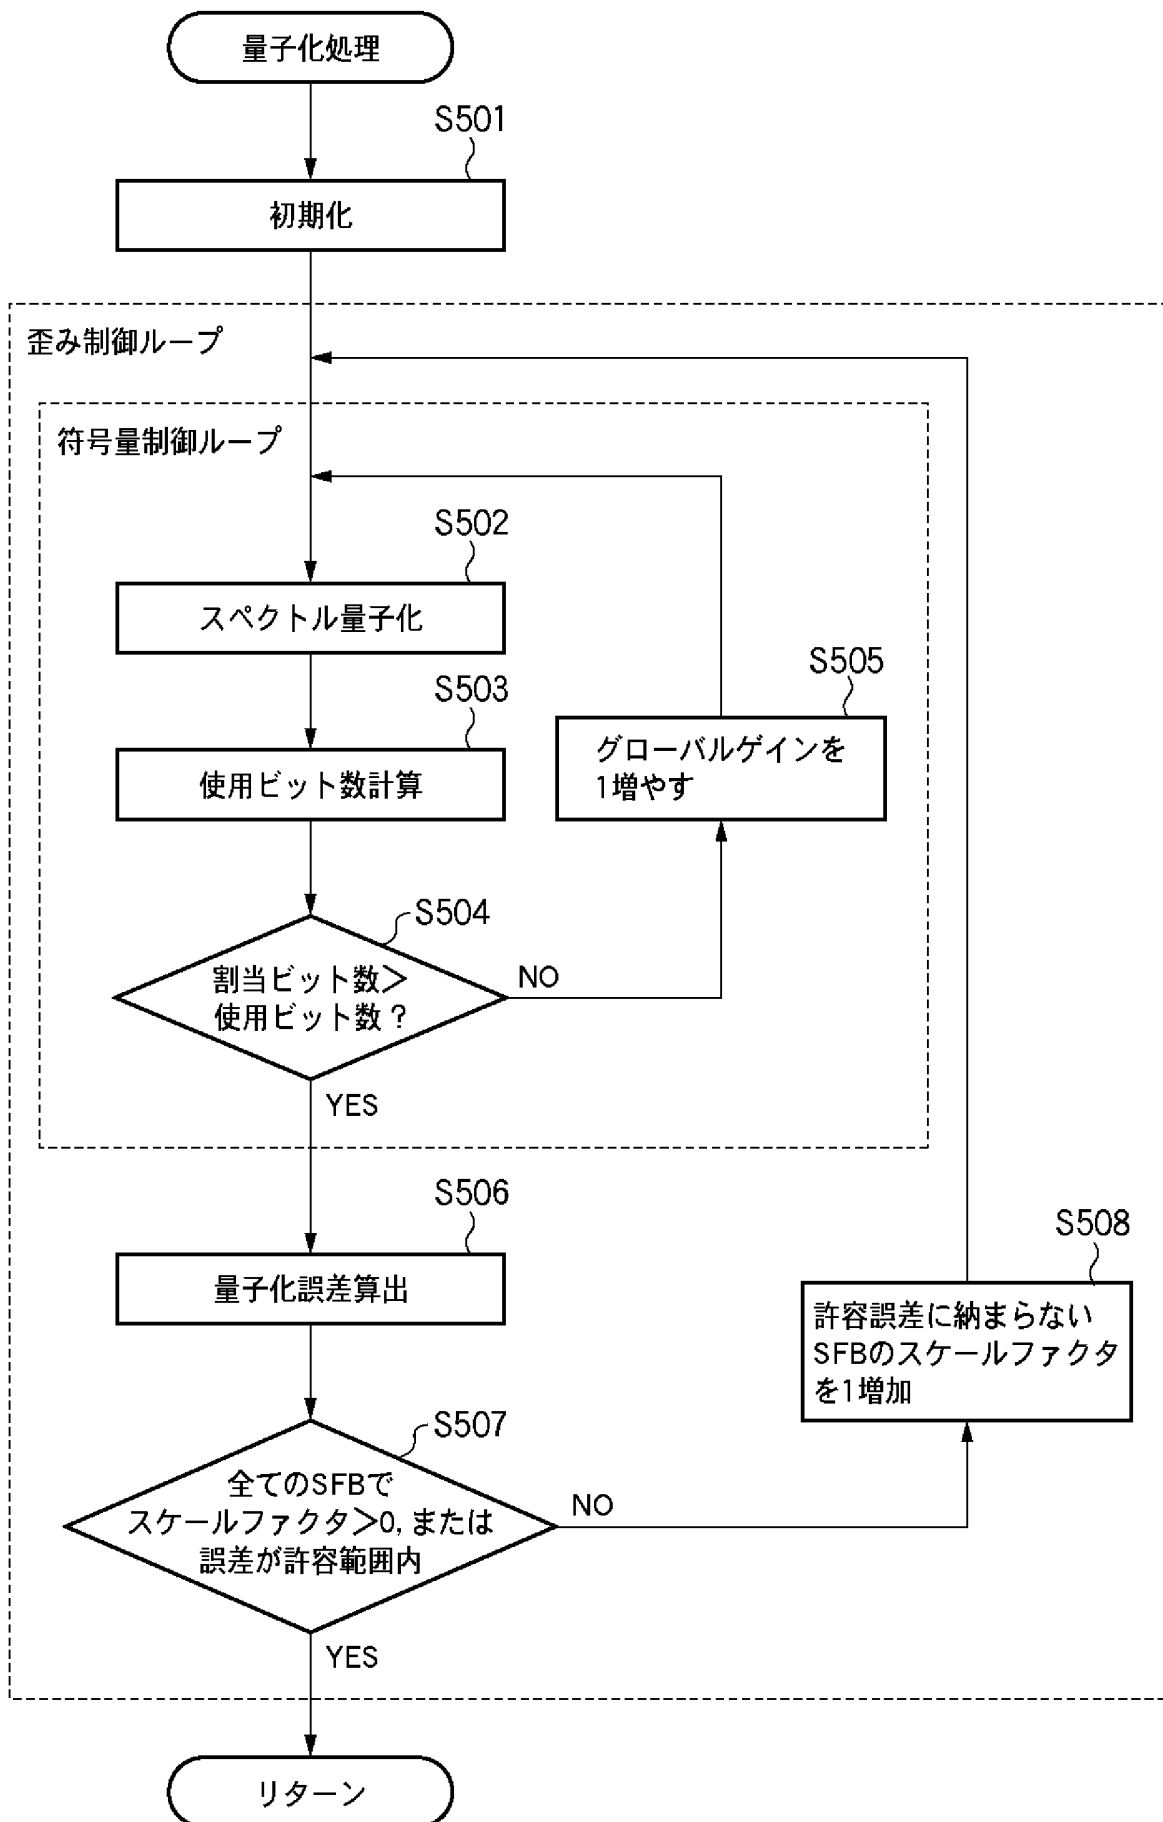 量子化処理
S501
初期化
歪み制御ループ
符号量制御ループ
S502
スペクトル量子化
S503
使用ビット数計算
S505
グローバルゲインを
1増やす
S504
割当ビット数＞
使用ビット数？
NO
YES
S506
量子化誤差算出
S508
許容誤差に納まらない
SFBのスケールファクタ
を1増加
S507
全てのSFBで
スケールファクタ＞0, または
誤差が許容範囲内
NO
YES
リターン